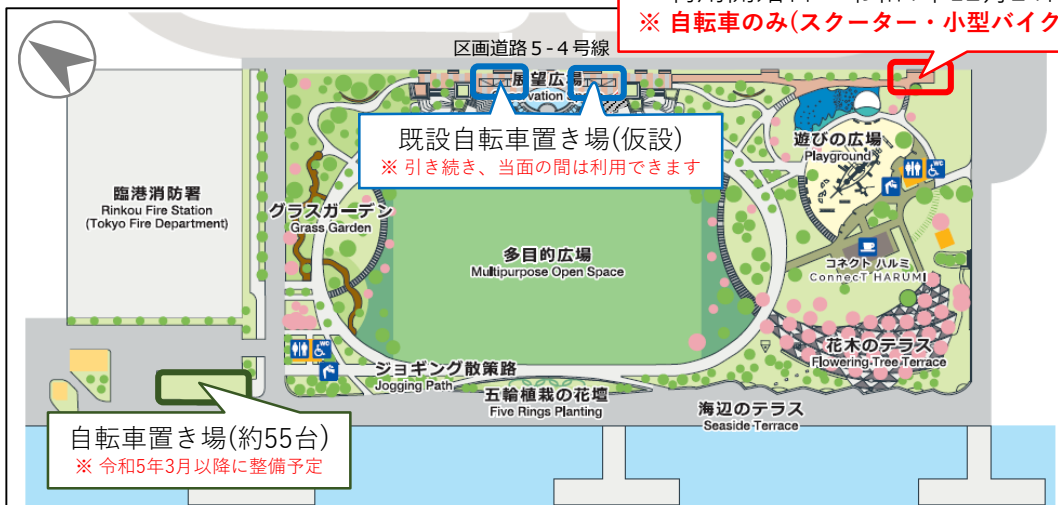 ※ 自転車のみ(スクーター・小型バイク
区画道路５-４号線
展望広場
既設自転車置き場(仮設)
※ 引き続き、当面の間は利用できます
遊びの広場
Playground
臨港消防署
Rinkou Fire Station
(Tokyo Fire Department)
グラスガーデン
Grass Garden
多目的広場
Multipurpose Open Space
コネクト ハルミ
ConnecT HARUMI
花木のテラス
Flowering Tree Terrace
ジョギング散策路
Jogging Path
五輪植栽の花壇
Five Rings Planting
海辺のテラス
Seaside Terrace
自転車置き場(約55台)
※ 令和5年3月以降に整備予定
WC
WC